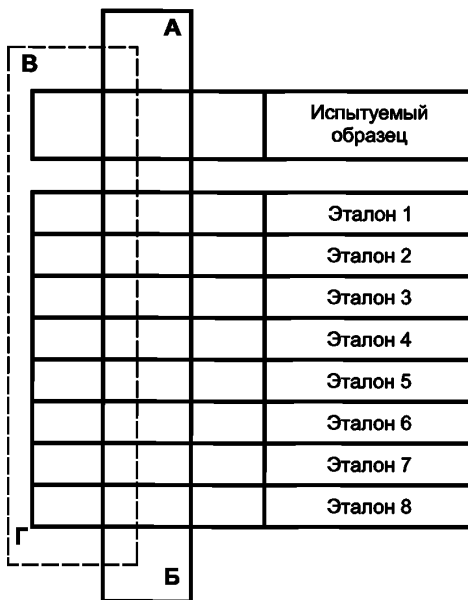 А
В
Испытуемый
образец
Эталон 1
Эталон 2
Эталон 3
Эталон 4
Эталон 5
Эталон 6
Эталон 7
Эталон 8
Г
Б